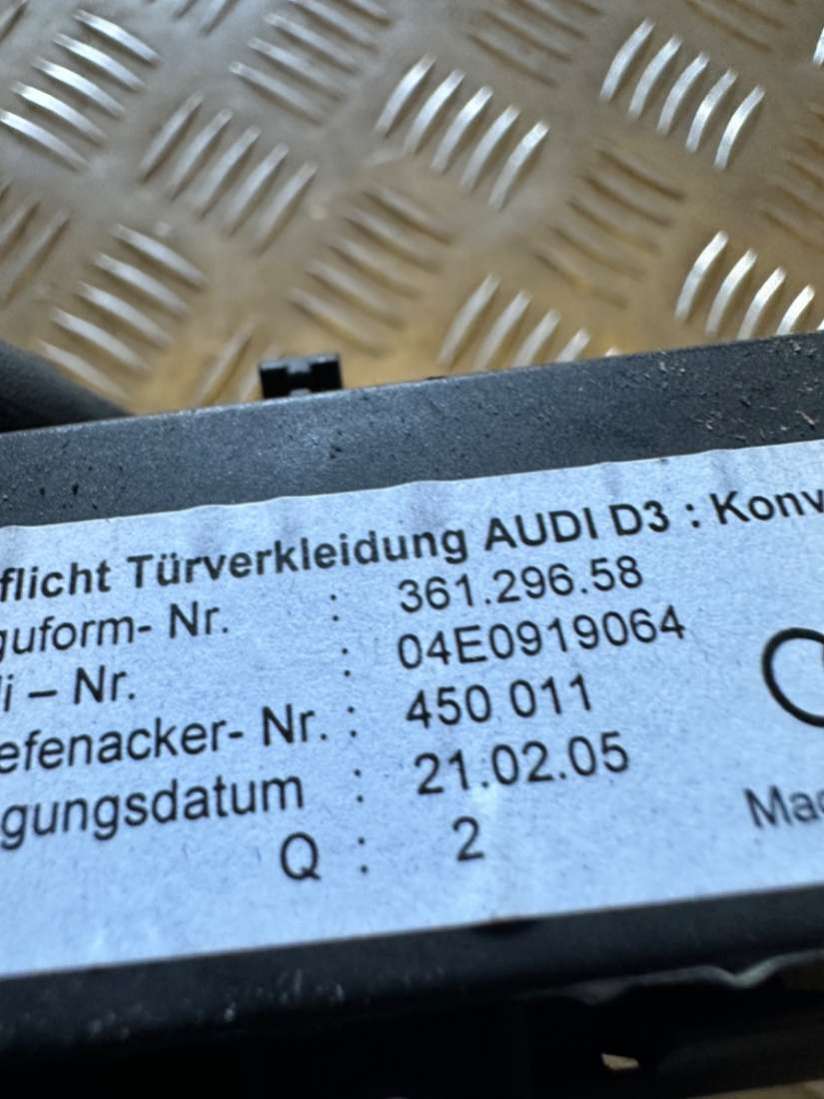 flicht Türverkleidung AUDI D3 : Konv
guform- Nr. : 361.296.58
i – Nr. : 04E0919064
efenacker- Nr. : 450 011
gungsdatum : 21.02.05
Q : 2
Mad